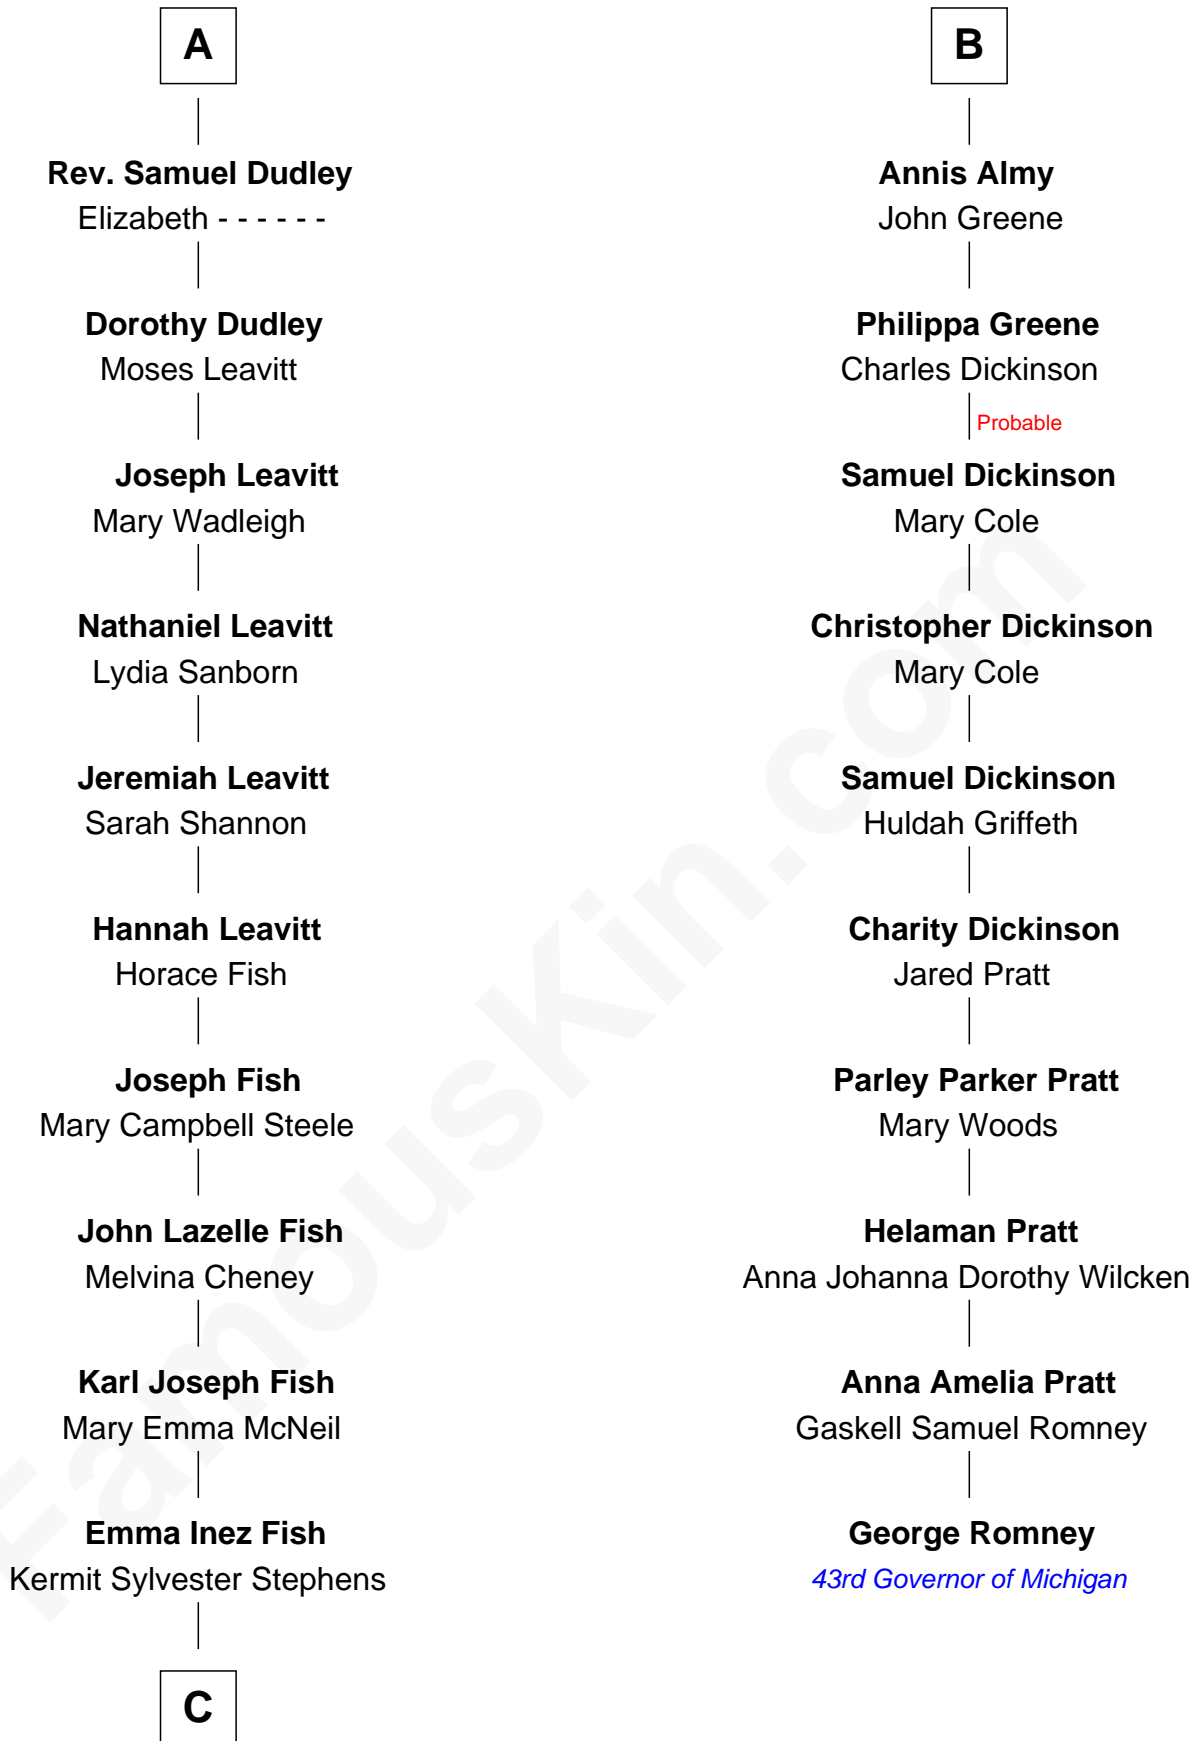 A
Rev. Samuel Dudley
Elizabeth - - - - - -
Dorothy Dudley
Moses Leavitt
Joseph Leavitt
Mary Wadleigh
Nathaniel Leavitt
Lydia Sanborn
Jeremiah Leavitt
Sarah Shannon
Hannah Leavitt
Horace Fish
Joseph Fish
Mary Campbell Steele
John Lazelle Fish
Melvina Cheney
Karl Joseph Fish
Mary Emma McNeil
Emma Inez Fish
Kermit Sylvester Stephens
C
B
Annis Almy
John Greene
Philippa Greene
Charles Dickinson
Probable
Samuel Dickinson
Mary Cole
Christopher Dickinson
Mary Cole
Samuel Dickinson
Huldah Griffeth
Charity Dickinson
Jared Pratt
Parley Parker Pratt
Mary Woods
Helaman Pratt
Anna Johanna Dorothy Wilcken
Anna Amelia Pratt
Gaskell Samuel Romney
George Romney
43rd Governor of Michigan
FamousKin.com